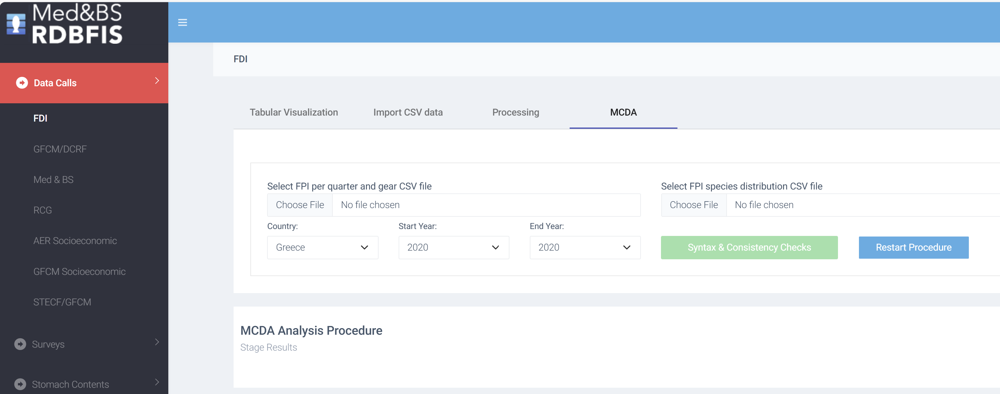 Med&BS
RDBFIS
Data Calls
FDI
GFCM/DCRF
Med & BS
RCG
AER Socioeconomic
GFCM Socioeconomic
STECF/GFCM
Surveys
Stomach Contents
FDI
Tabular Visualization Import CSV data Processing MCDA
Select FPI per quarter and gear CSV file
Choose File No file chosen
Select FPI species distribution CSV file
Choose File No file chosen
Country: Start Year: End Year:
Greece 2020 2020 Syntax & Consistency Checks Restart Procedure
MCDA Analysis Procedure
Stage Results